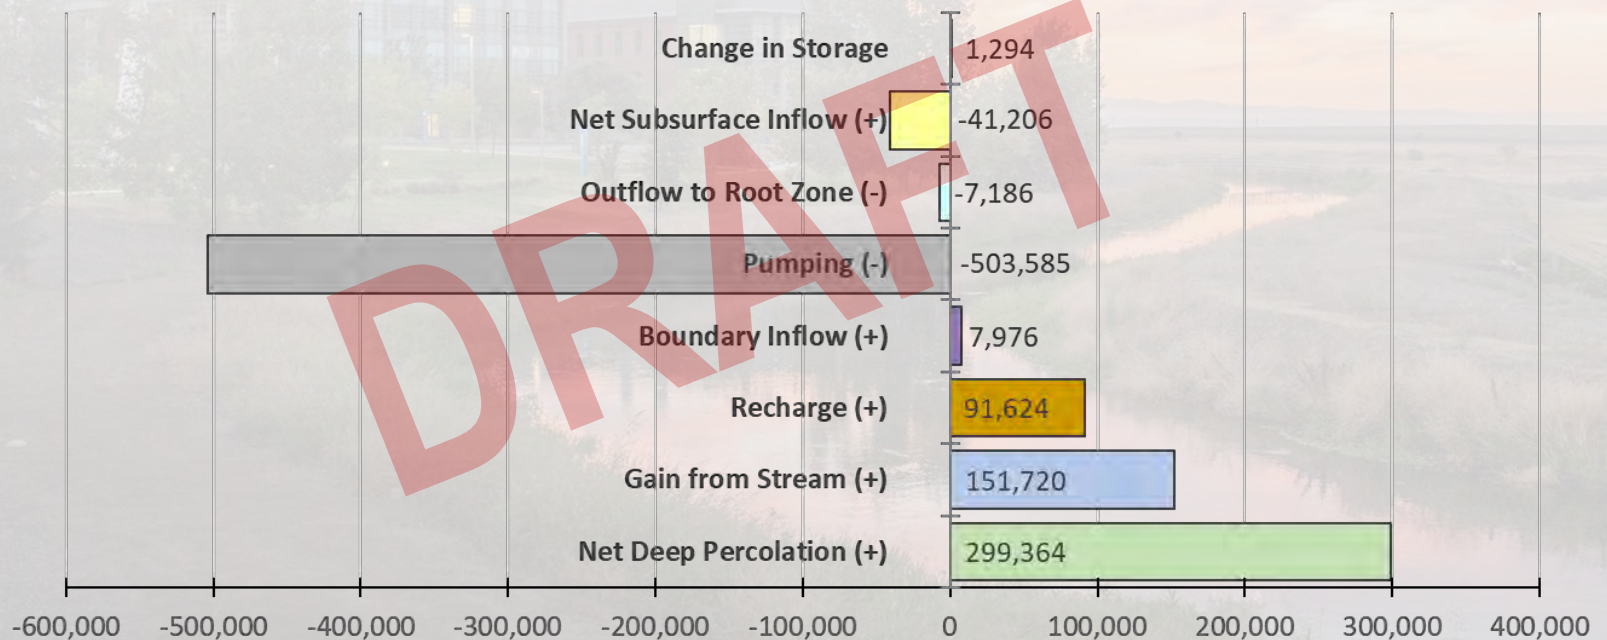 Change in Storage 1,294
Net Subsurface Inflow (+) -41,206
Outflow to Root Zone (-) -7,186
Pumping (-) -503,585
Boundary Inflow (+) 7,976
Recharge (+) 91,624
Gain from Stream (+) 151,720
Net Deep Percolation (+) 299,364
-600,000 -500,000 -400,000 -300,000 -200,000 -100,000 0 100,000 200,000 300,000 400,000
DRAFT